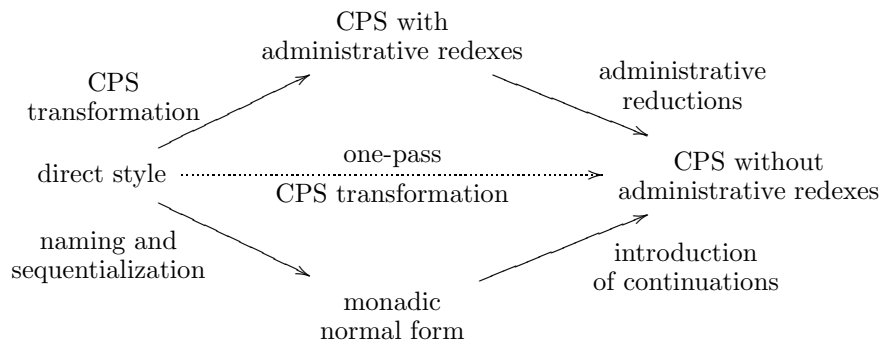 CPS with
administrative redexes
CPS
transformation
administrative
reductions
one-pass
direct style
CPS transformation
CPS without
administrative redexes
naming and
sequentialization
introduction
of continuations
monadic
normal form